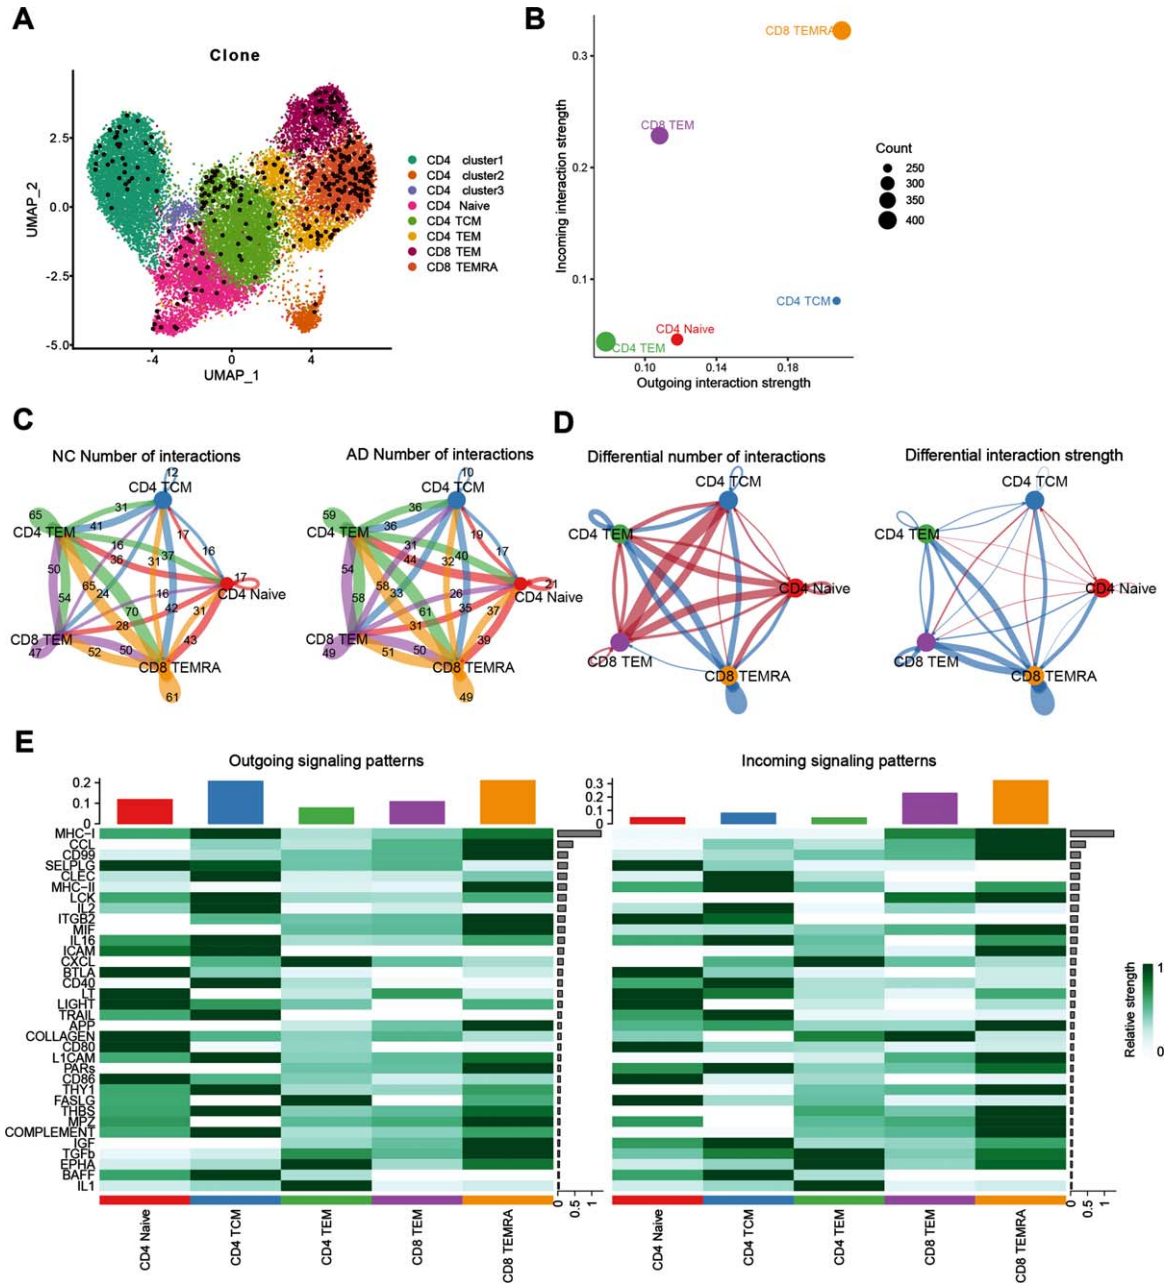 A
Clone
UMAP_2
2.5
0.0
-2.5
-5.0
-4
0
4
UMAP_1
CD4 cluster1
CD4 cluster2
CD4 cluster3
CD4 Naive
CD4 TCM
CD4 TEM
CD8 TEM
CD8 TEMRA
B
Incoming interaction strength
0.3
0.2
0.1
CD8 TEMRA
CD8 TEM
CD4 TCM
CD4 Naive
CD4 TEM
0.10
0.14
0.18
Outgoing interaction strength
Count
250
300
350
400
C
NC Number of interactions
12
CD4 TCM
65
31
CD4 TEM
41
17
16
16
36
37
31
17
CD4 Naive
50
54
65
24
16
42
31
70
28
43
CD8 TEM
47
52
50
CD8 TEMRA
61
AD Number of interactions
10
CD4 TCM
59
36
CD4 TEM
36
19
31
44
40
32
17
21
CD4 Naive
54
58
58
33
26
35
37
61
31
39
CD8 TEM
49
51
50
CD8 TEMRA
49
D
Differential number of interactions
CD4 TCM
CD4 TEM
CD4 Naive
CD8 TEM
CD8 TEMRA
Differential interaction strength
CD4 TCM
CD4 TEM
CD4 Naive
CD8 TEM
CD8 TEMRA
E
Outgoing signaling patterns
0.2
0.1
0
MHC-I
CCL
CD99
SELPLG
CLEC
MHC-II
LCK
IL2
ITGB2
MIF
IL16
ICAM
CXCL
BTLA
CD40
LT
LIGHT
TRAIL
APP
COLLAGEN
CD80
L1CAM
PARs
CD86
THY1
FASLG
THBS
MPZ
COMPLEMENT
IGF
TGFb
EPHA
BAFF
IL1
CD4 Naive
CD4 TCM
CD4 TEM
CD8 TEM
CD8 TEMRA
0
0.5
1
Incoming signaling patterns
0.3
0.2
0.1
0
CD4 Naive
CD4 TCM
CD4 TEM
CD8 TEM
CD8 TEMRA
0
0.5
1
Relative strength
1
0